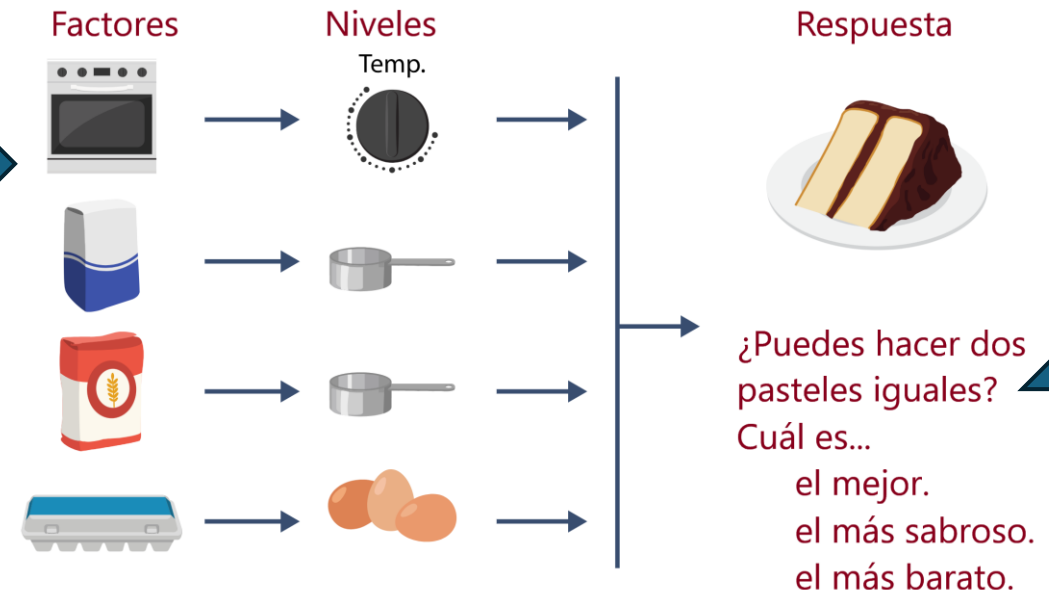 Factores
Niveles
Respuesta
Temp.
¿Puedes hacer dos
pasteles iguales?
Cuál es...
el mejor.
el más sabroso.
el más barato.